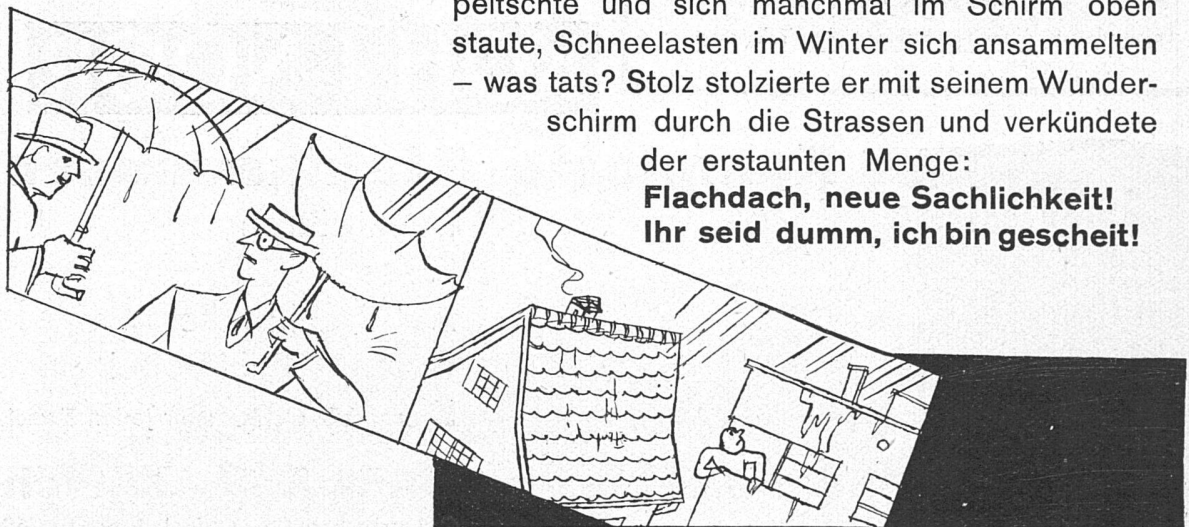 peitschte und sich manchmal im Schirm oben
staute, Schneelasten im Winter sich ansammelten
– was tats? Stolz stolzierte er mit seinem Wunder-
schirm durch die Strassen und verkündete
der erstaunten Menge:
Flachdach, neue Sachlichkeit!
Ihr seid dumm, ich bin gescheit!